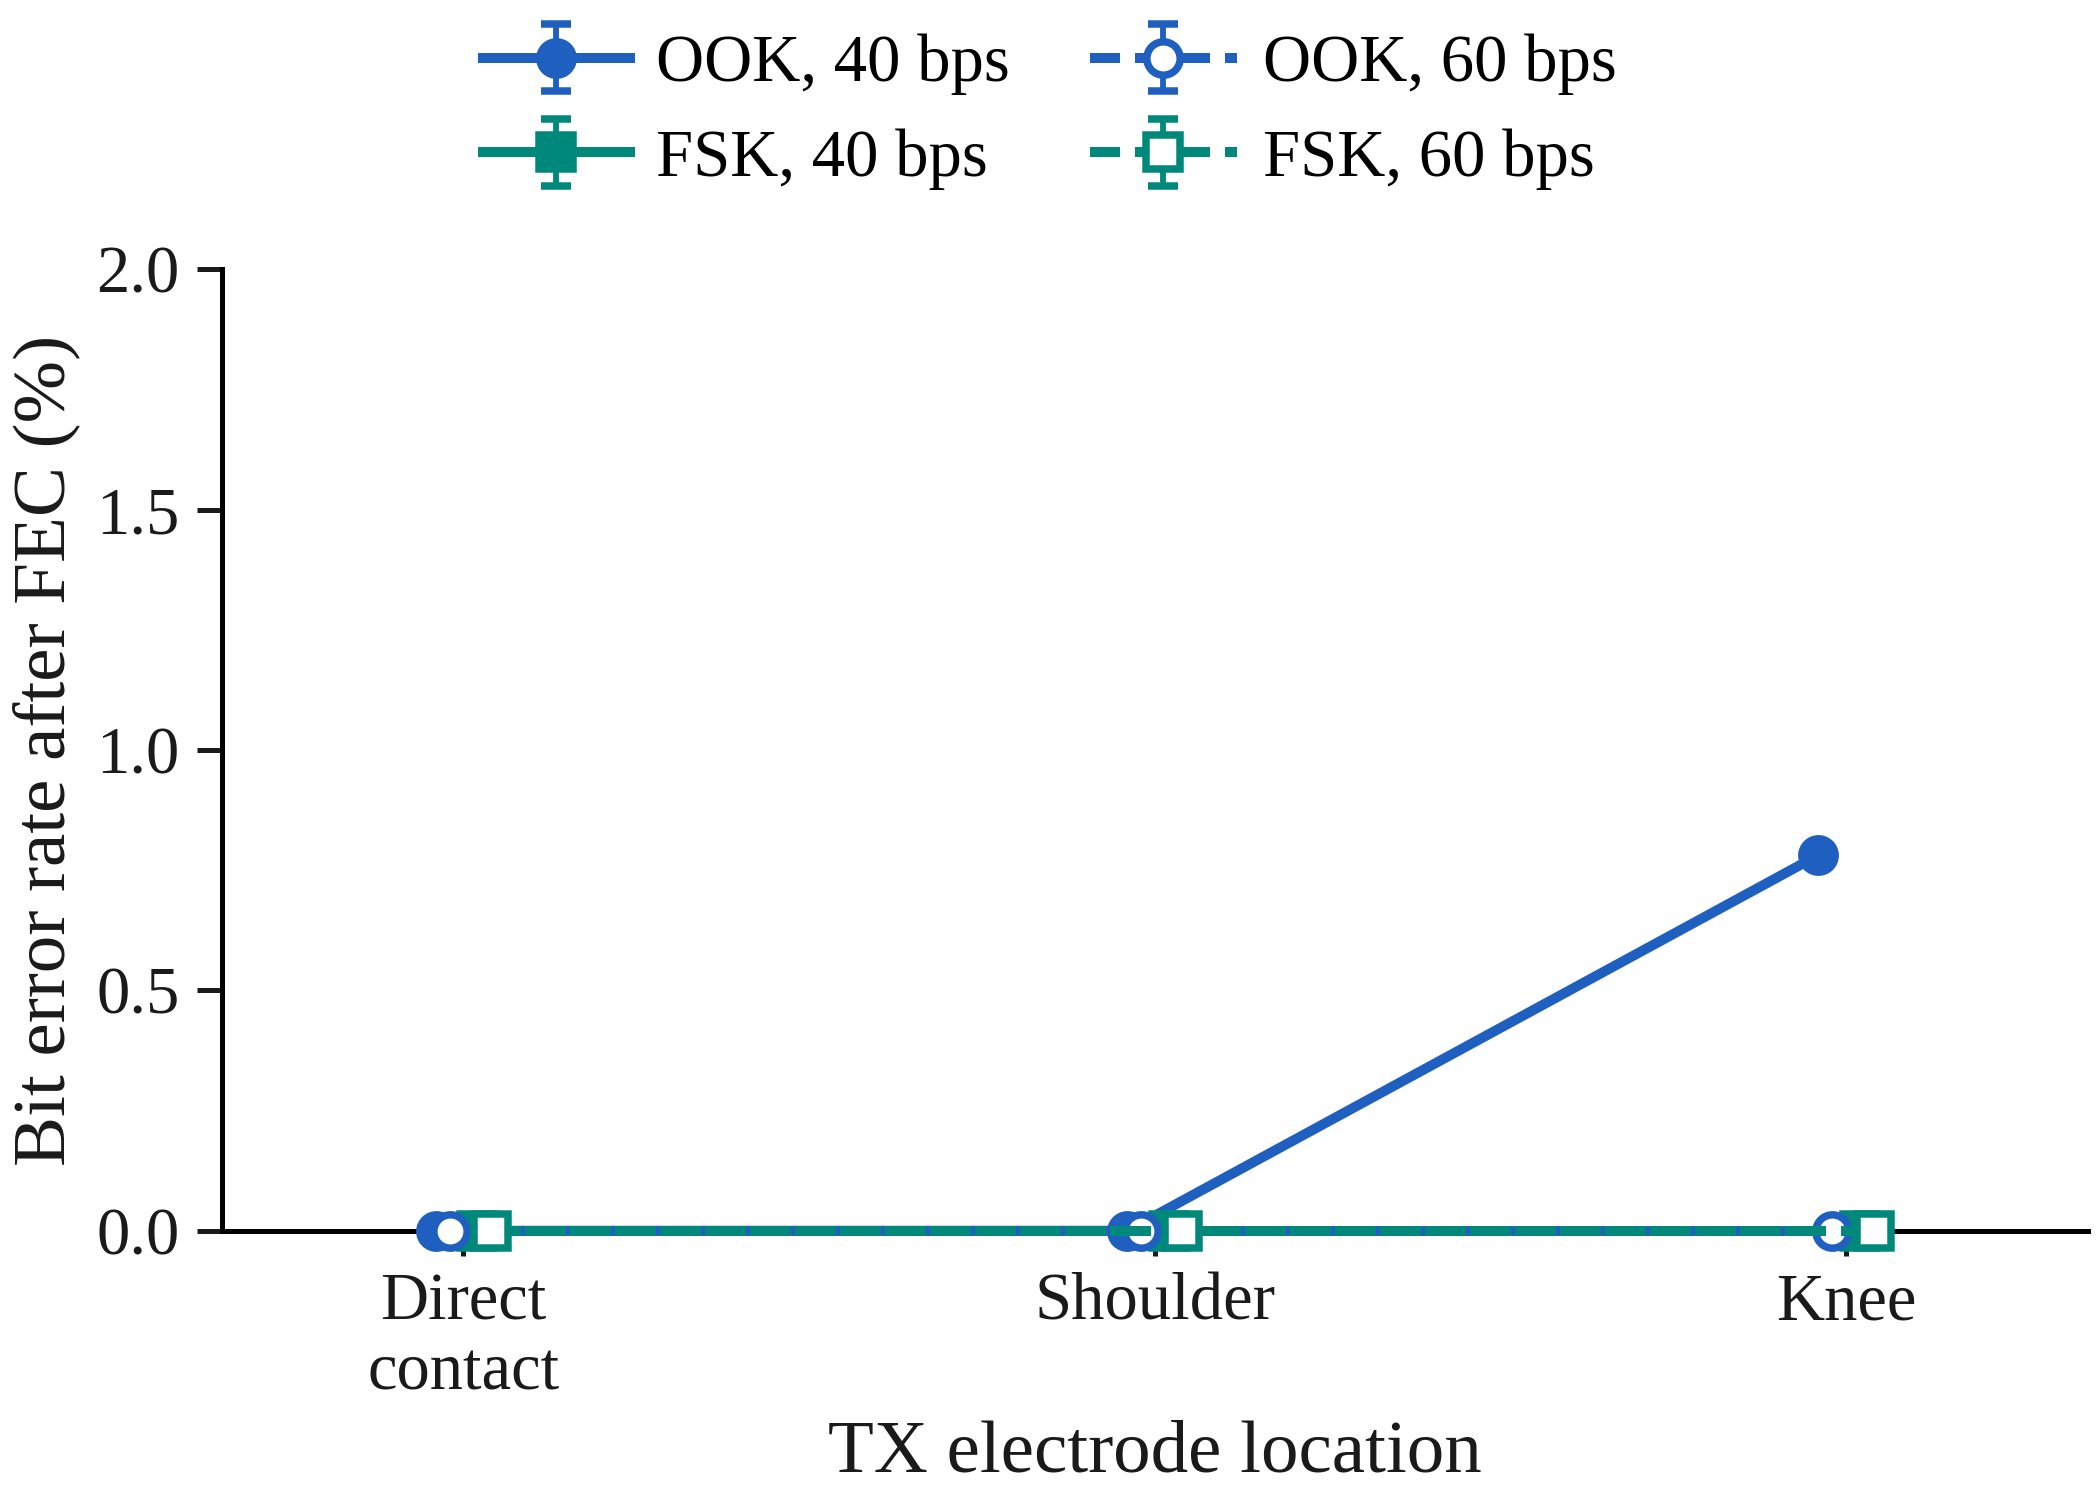 OOK, 40 bps
OOK, 60 bps
FSK, 40 bps
FSK, 60 bps
Bit error rate after FEC (%)
2.0
1.5
1.0
0.5
0.0
Direct
contact
Shoulder
Knee
TX electrode location